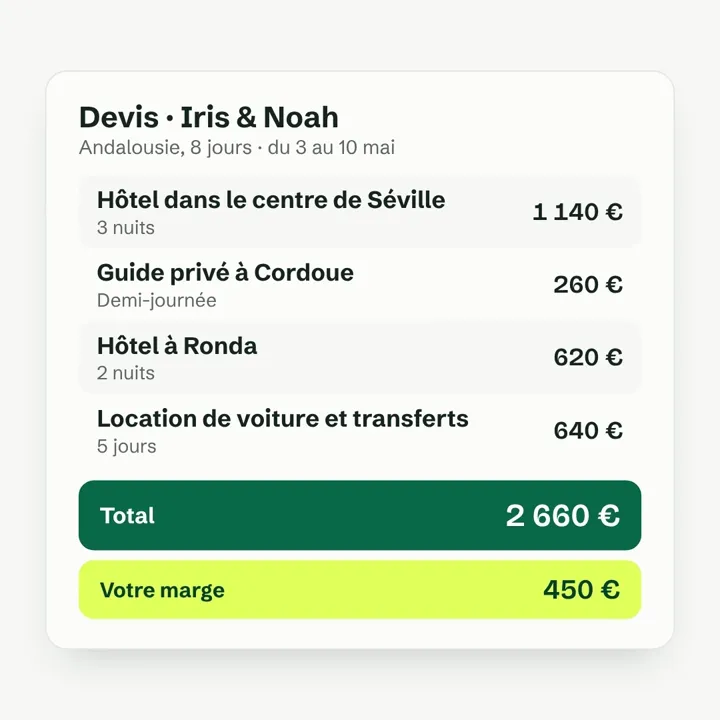 Devis · Iris & Noah
Andalousie, 8 jours · du 3 au 10 mai
Hôtel dans le centre de Séville
3 nuits
1 140 €
Guide privé à Cordoue
Demi-journée
260 €
Hôtel à Ronda
2 nuits
620 €
Location de voiture et transferts
5 jours
640 €
Total
2 660 €
Votre marge
450 €